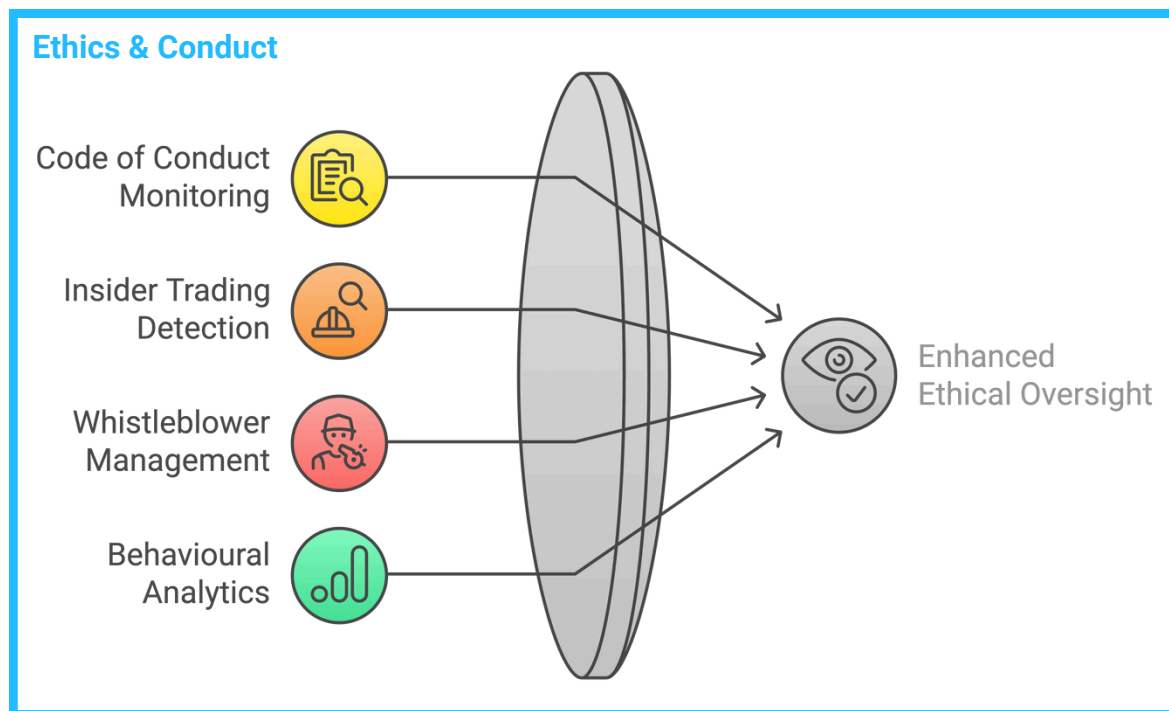 Ethics & Conduct
Code of Conduct
Monitoring
Insider Trading
Detection
Whistleblower
Management
Behavioural
Analytics
Enhanced
Ethical Oversight